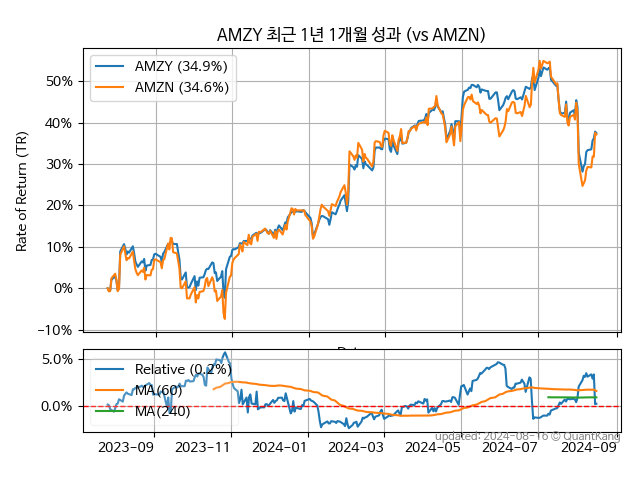 AMZY 최근 1년 1개월 성과 (vs AMZN)
AMZY (34.9%)
AMZN (34.6%)
Rate of Return (TR)
50%
40%
30%
20%
10%
0%
−10%
5.0%
0.0%
Relative (0.2%)
MA(60)
MA(240)
updated: 2024-08-16 © QuantKang
2023-09 2023-11 2024-01 2024-03 2024-05 2024-07 2024-09